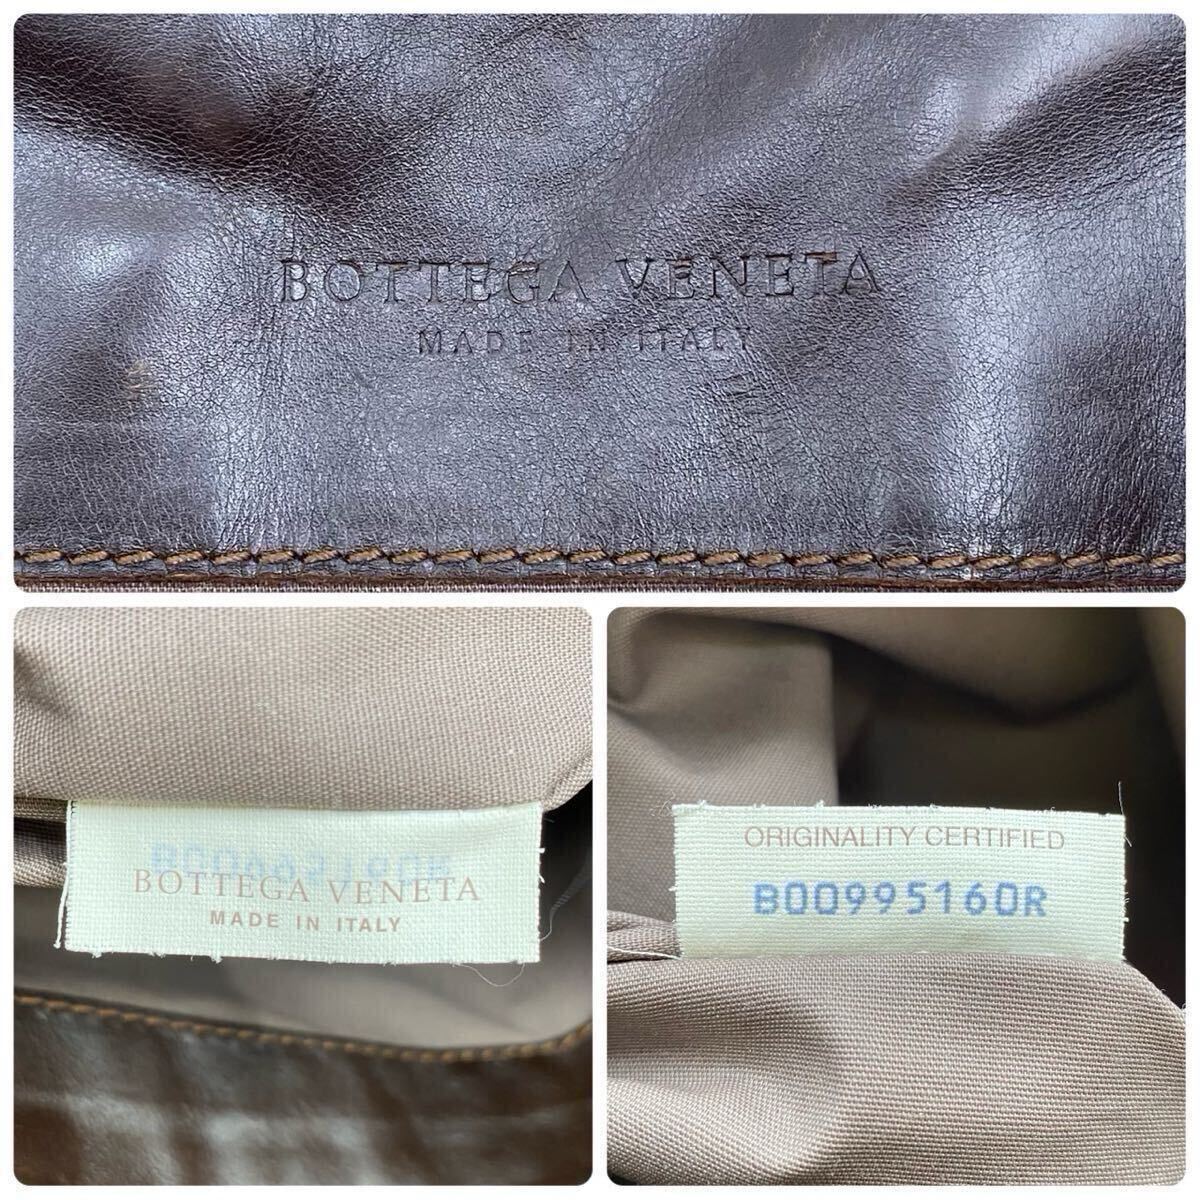 BOTTEGA VENETA
MADE IN ITALY
BOTTEGA VENETA
MADE IN ITALY
ORIGINALITY CERTIFIED
B00995160R